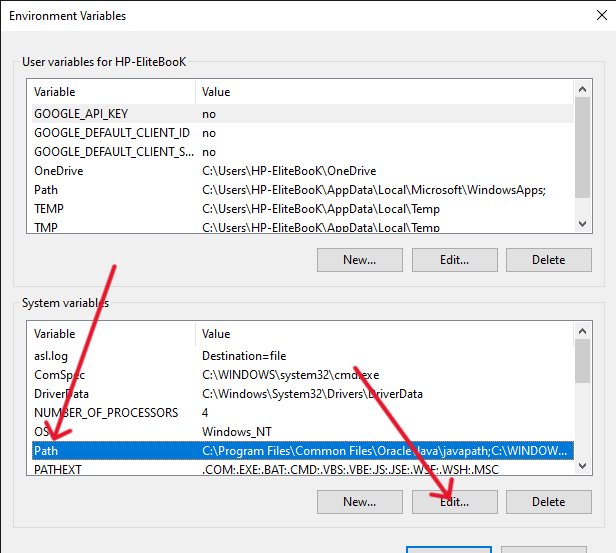 Environment Variables
User variables for HP-EliteBooK
Variable Value
GOOGLE_API_KEY no
GOOGLE_DEFAULT_CLIENT_ID no
GOOGLE_DEFAULT_CLIENT_S... no
OneDrive C:\Users\HP-EliteBooK\OneDrive
Path C:\Users\HP-EliteBooK\AppData\Local\Microsoft\WindowsApps;
TEMP C:\Users\HP-EliteBooK\AppData\Local\Temp
TMP C:\Users\HP-EliteBooK\AppData\Local\Temp
New... Edit... Delete
System variables
Variable Value
asl.log Destination=file
ComSpec C:\WINDOWS\system32\cmd.exe
DriverData C:\Windows\System32\Drivers\DriverData
NUMBER_OF_PROCESSORS 4
OS Windows_NT
Path C:\Program Files\Common Files\Oracle\Java\javapath;C:\WINDOW...
PATHEXT .COM;.EXE;.BAT;.CMD;.VBS;.VBE;.JS;.JSE;.WSF;.WSH;.MSC
New... Edit... Delete